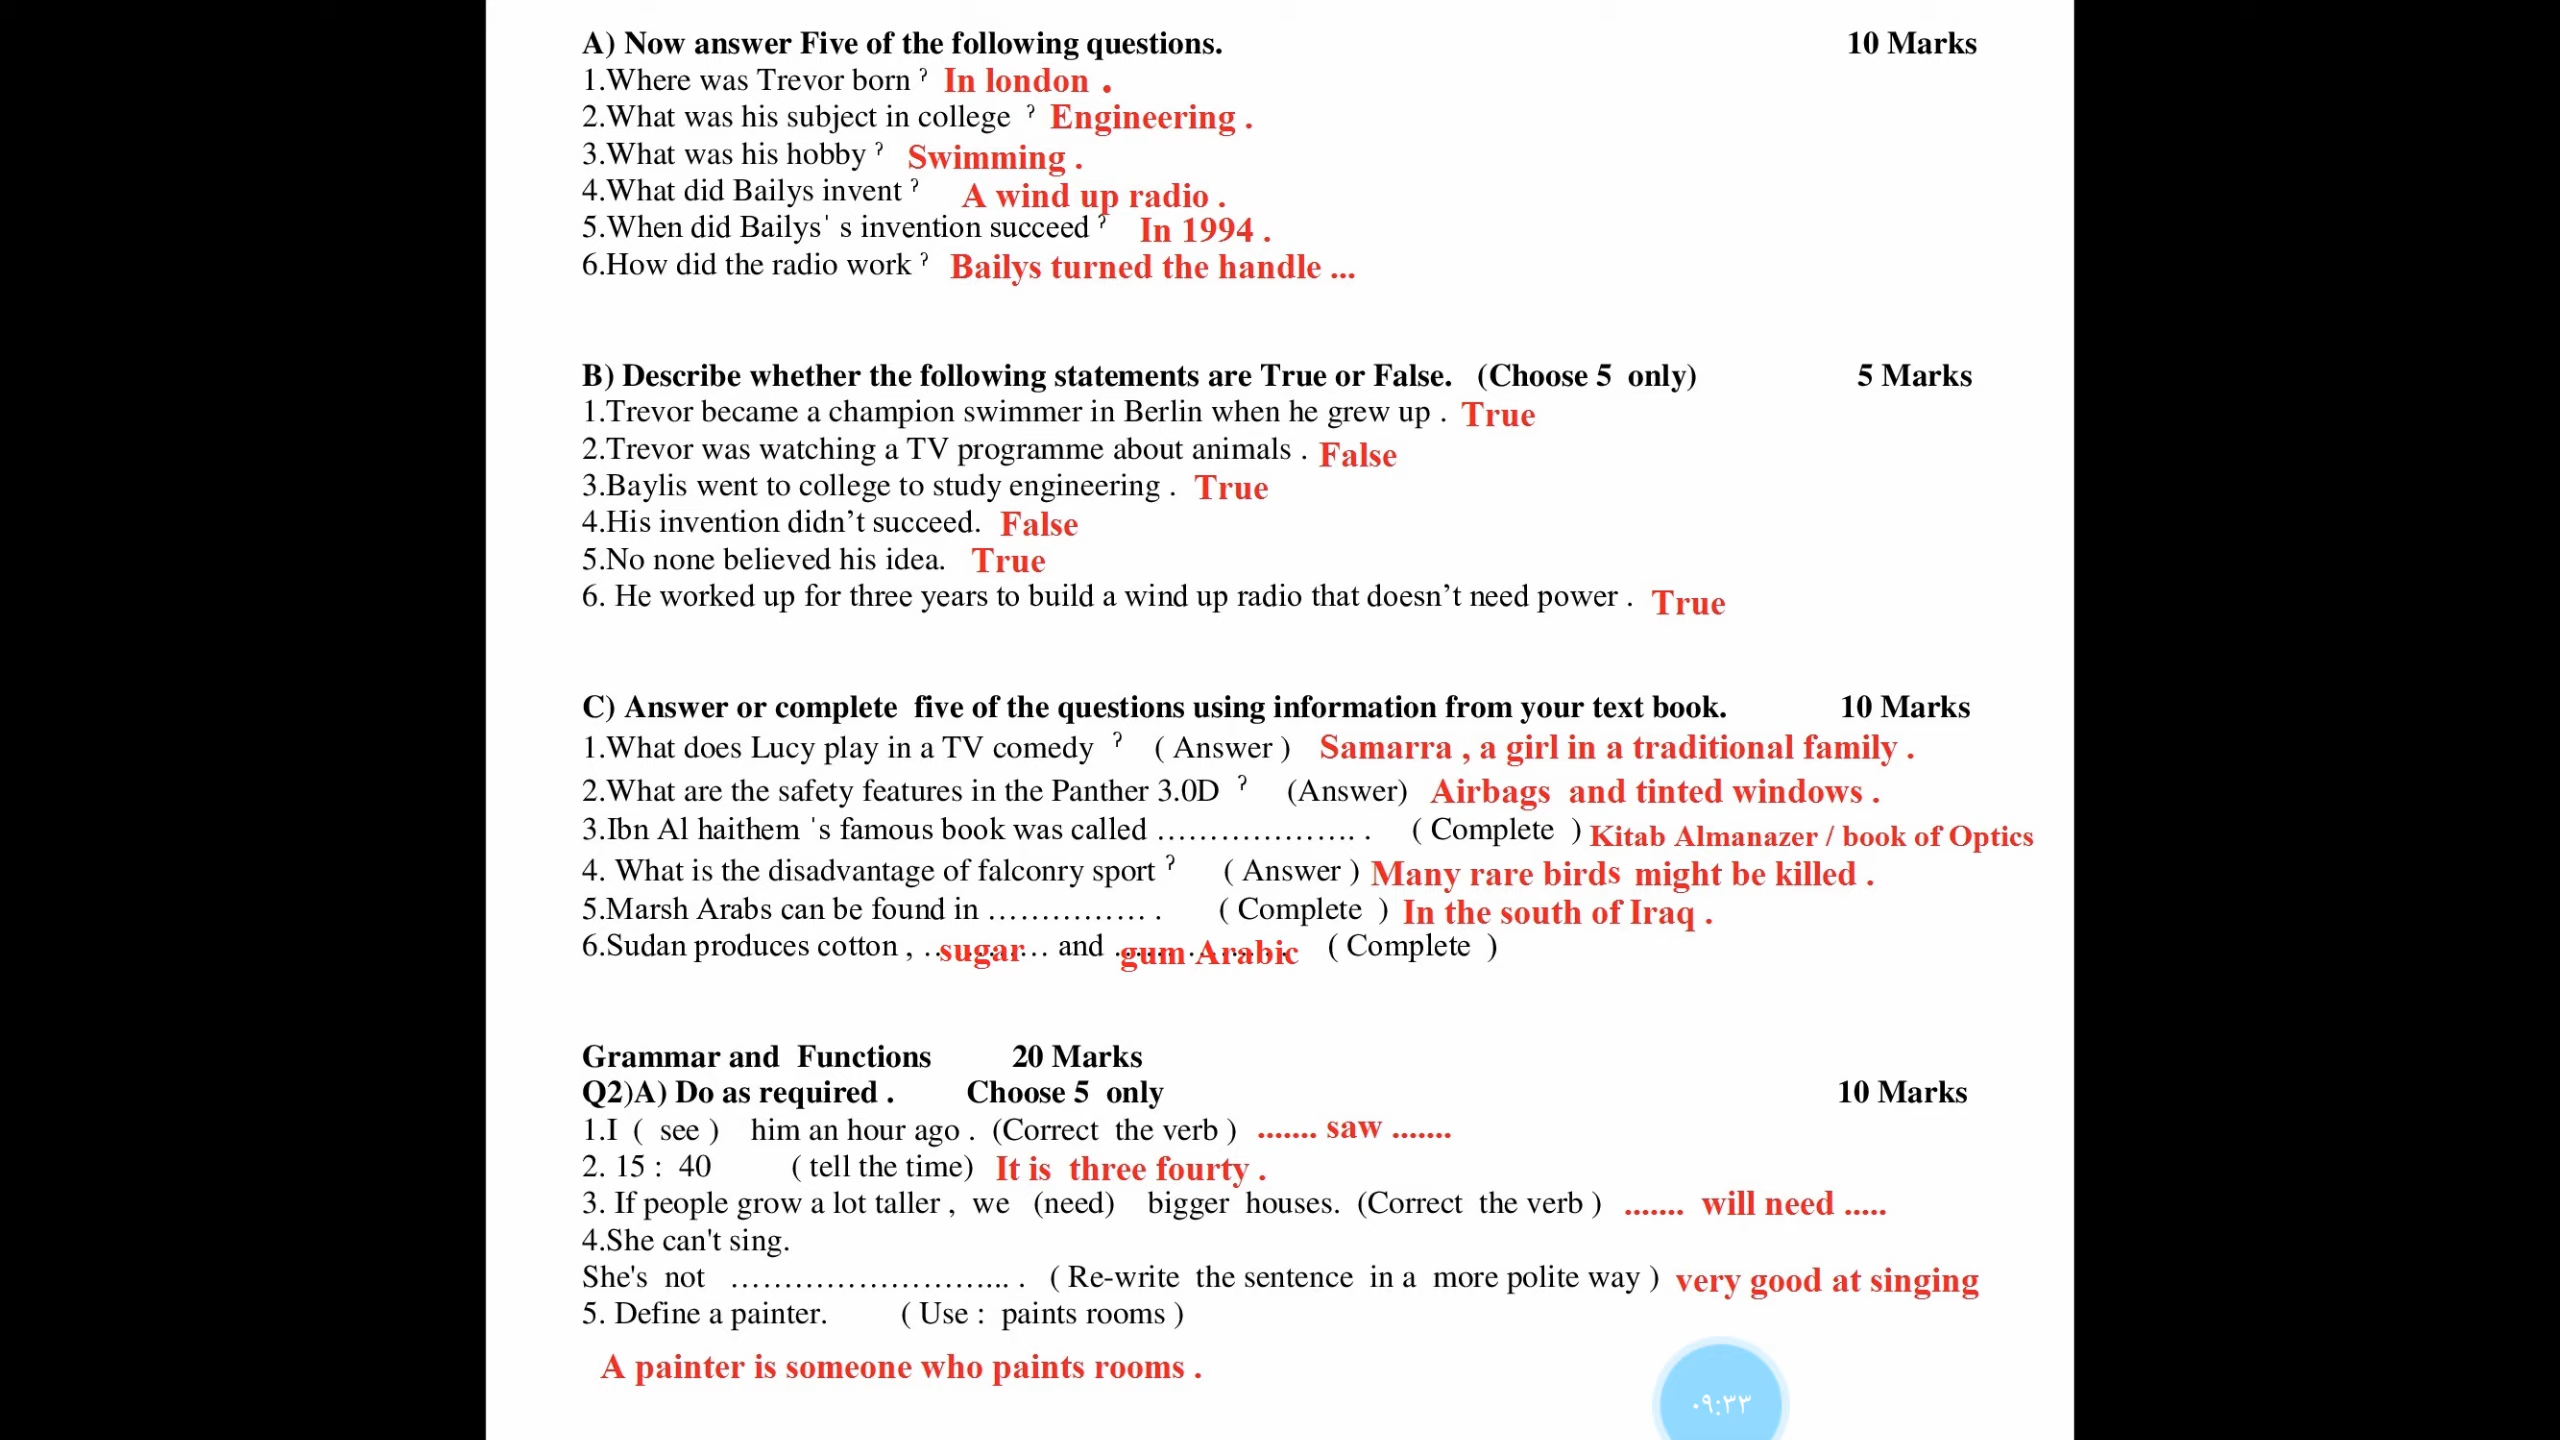 A) Now answer Five of the following questions. 10 Marks
1.Where was Trevor born ? In london .
2.What was his subject in college ? Engineering .
3.What was his hobby ? Swimming .
4.What did Bailys invent ? A wind up radio .
5.When did Bailys' s invention succeed ? In 1994 .
6.How did the radio work ? Bailys turned the handle ...
B) Describe whether the following statements are True or False. (Choose 5 only) 5 Marks
1.Trevor became a champion swimmer in Berlin when he grew up . True
2.Trevor was watching a TV programme about animals . False
3.Baylis went to college to study engineering . True
4.His invention didn’t succeed. False
5.No none believed his idea. True
6. He worked up for three years to build a wind up radio that doesn’t need power . True
C) Answer or complete five of the questions using information from your text book. 10 Marks
1.What does Lucy play in a TV comedy ? ( Answer ) Samarra , a girl in a traditional family .
2.What are the safety features in the Panther 3.0D ? (Answer) Airbags and tinted windows .
3.Ibn Al haithem 's famous book was called ………………. . ( Complete ) Kitab Almanazer / book of Optics
4. What is the disadvantage of falconry sport ? ( Answer ) Many rare birds might be killed .
5.Marsh Arabs can be found in …………… . ( Complete ) In the south of Iraq .
6.Sudan produces cotton , ..sugar... and gum Arabic ( Complete )
Grammar and Functions 20 Marks
Q2)A) Do as required . Choose 5 only 10 Marks
1.I ( see ) him an hour ago . (Correct the verb ) ....... saw .......
2. 15 : 40 ( tell the time) It is three fourty .
3. If people grow a lot taller , we (need) bigger houses. (Correct the verb ) ....... will need .....
4.She can't sing.
She's not ……………………... . ( Re-write the sentence in a more polite way ) very good at singing
5. Define a painter. ( Use : paints rooms )
A painter is someone who paints rooms .
٠٩:٣٣